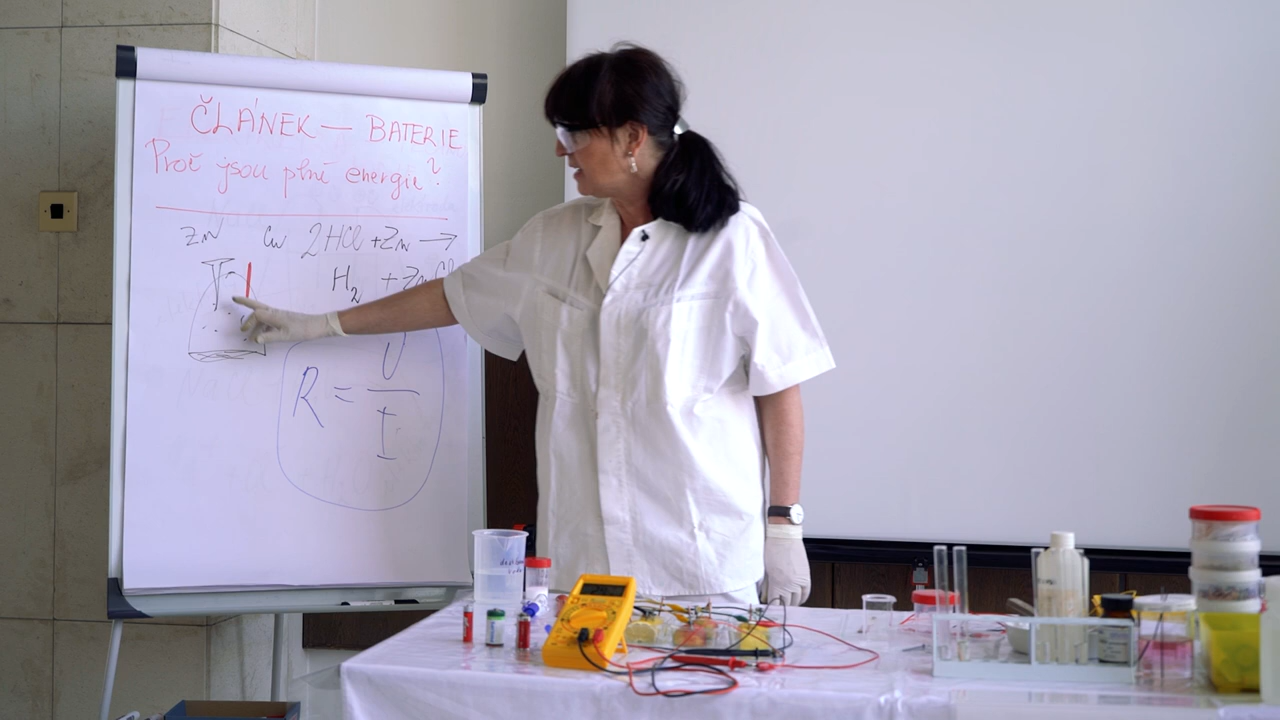 ČLÁNEK — BATERIE
Proč jsou plné energie?
Zn Cu 2HCl + Zn →
H₂ + ZnCl
R = U / I